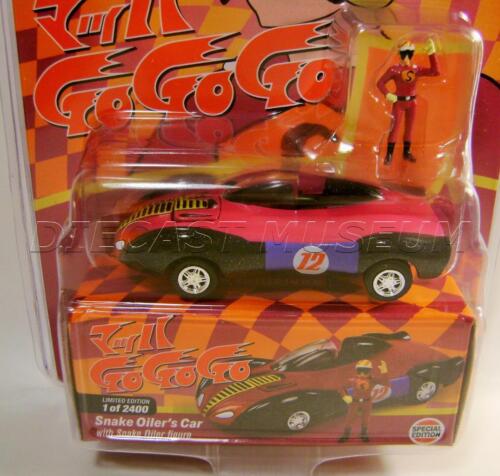 マッハ
GoGoGo
S
12
DIECAST MUSEUM
マッハ
GoGoGo
LIMITED EDITION
1 of 2400
Snake Oiler's Car
with Snake Oiler figure
12
SPECIAL
EDITION